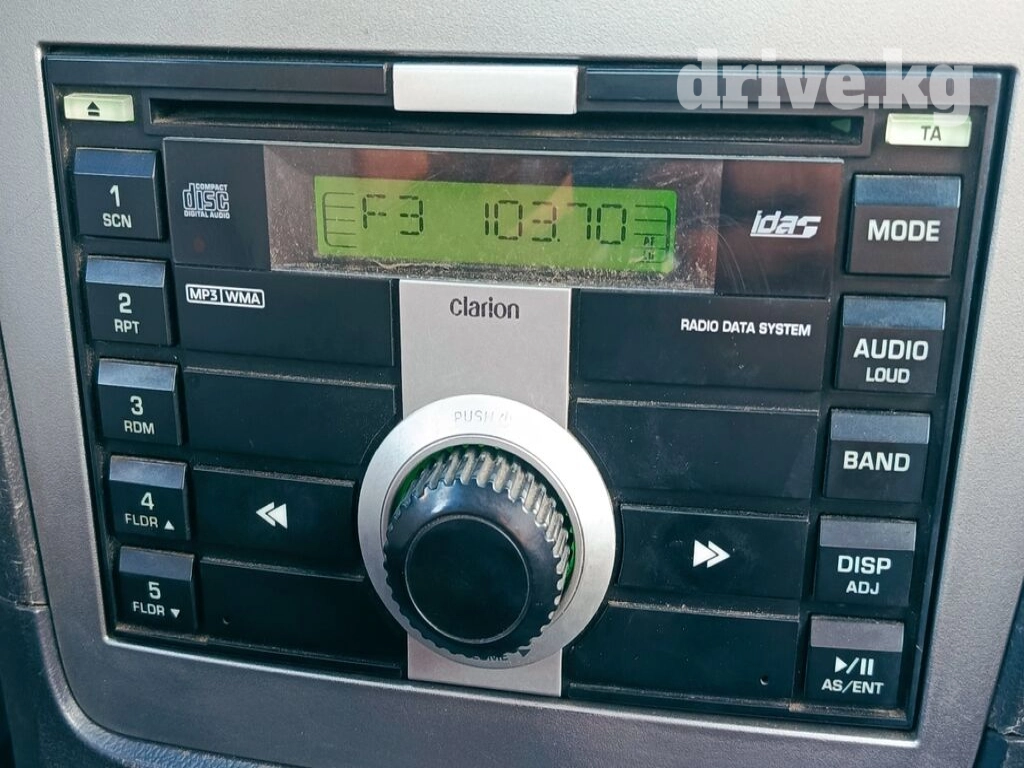 drive.kg
TA
1
SCN
COMPACT
disc
DIGITAL AUDIO
F3 103.70
idas
MODE
2
RPT
MP3 WMA
clarion
RADIO DATA SYSTEM
AUDIO
LOUD
3
RDM
PUSH
BAND
4
FLDR ▲
DISP
ADJ
5
FLDR ▼
AS/ENT